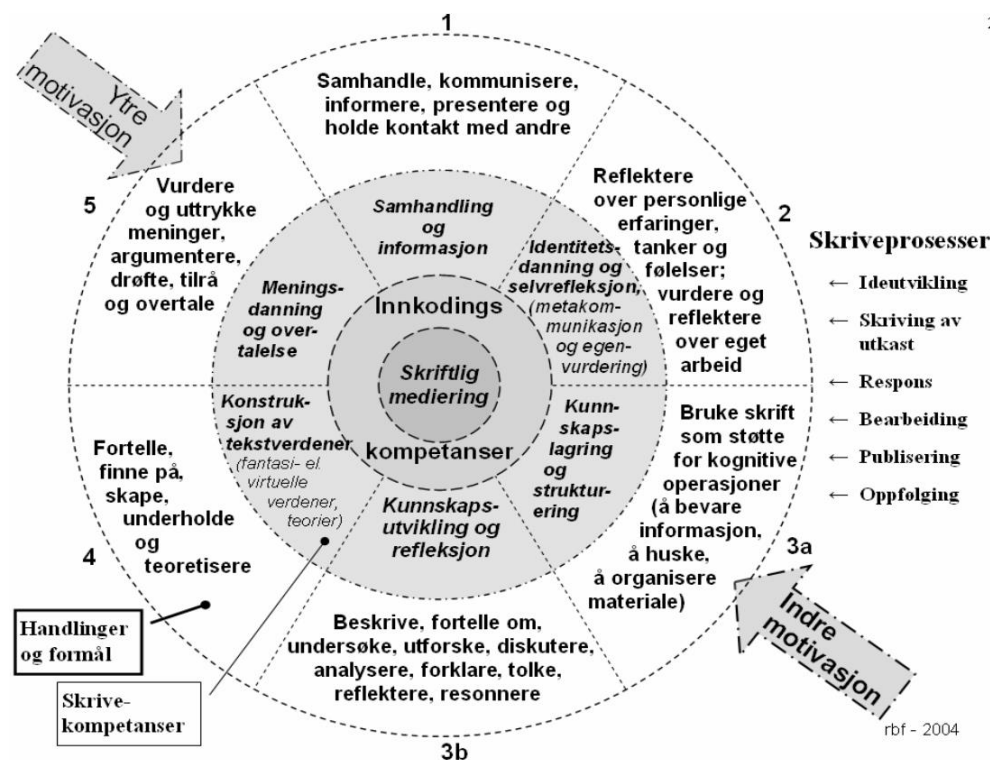 1
Samhandle, kommunisere,
informere, presentere og
holde kontakt med andre
Ytre
motivasjon
5
Vurdere
og uttrykke
meninger,
argumentere,
drøfte, tilrå
og overtale
Samhandling
og
informasjon
Reflektere
over personlige
erfaringer,
tanker og
følelser;
vurdere og
reflektere
over eget
arbeid
2
Identitets-
danning og
selvrefleksjon,
(metakom-
munikasjon
og egen-
vurdering)
Menings-
danning
og over-
talelse
Innkodings
Skriftlig
mediering
kompetanser
Skriveprosesser
← Ideutvikling
← Skriving av
utkast
← Respons
← Bearbeiding
← Publisering
← Oppfølging
Konstruk-
sjon av
tekstverdener
(fantasi- el.
virtuelle
verdener,
teorier)
Kunn-
skaps-
lagring
og
struktur-
ering
Bruke skrift
som støtte
for kognitive
operasjoner
(å bevare
informasjon,
å huske,
å organisere
materiale)
3a
Fortelle,
finne på,
skape,
underholde
og
teoretisere
4
Kunnskaps-
utvikling og
refleksjon
Handlinger
og formål
Beskrive, fortelle om,
undersøke, utforske, diskutere,
analysere, forklare, tolke,
reflektere, resonnere
Skrive-
kompetanser
3b
Indre
motivasjon
rbf - 2004